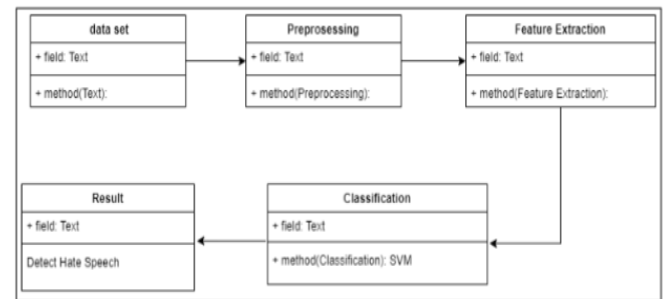 data set
+ field: Text
+ method(Text):
Preprosessing
+ field: Text
+ method(Preprocessing):
Feature Extraction
+ field: Text
+ method(Feature Extraction):
Result
+ field: Text
Detect Hate Speech
Classification
+ field: Text
+ method(Classification): SVM